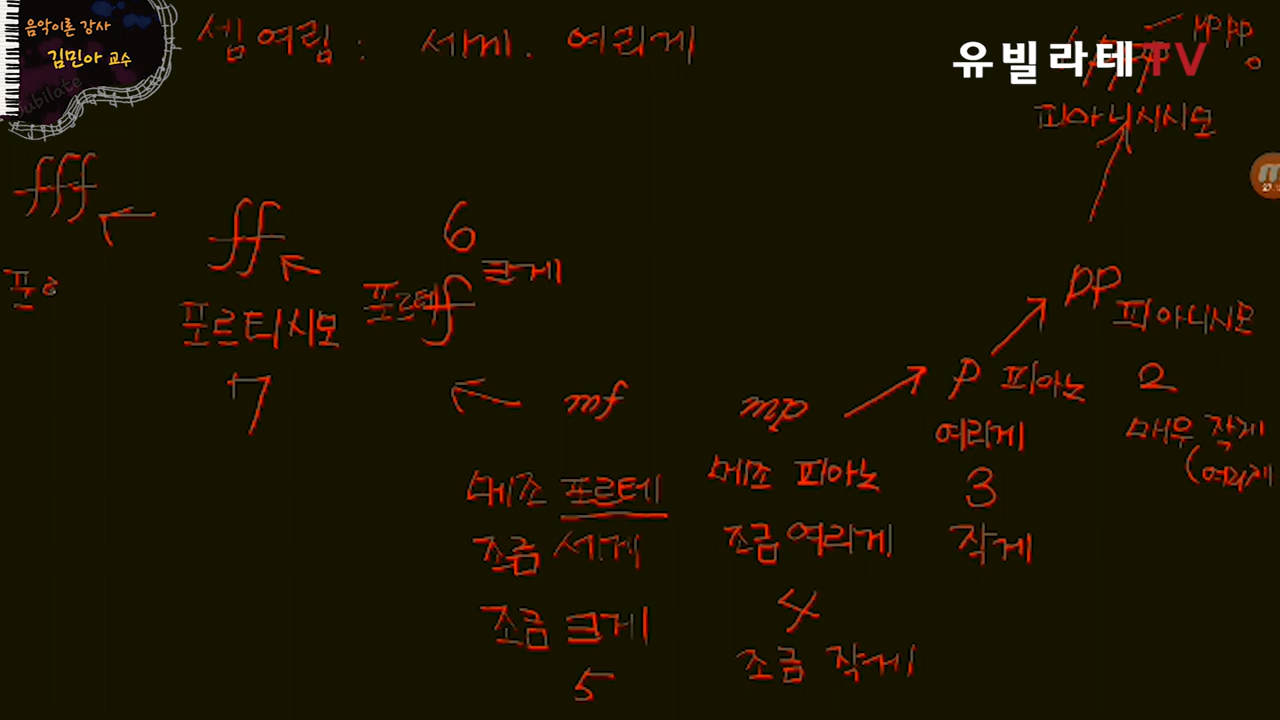 음악이론 강사
김민아 교수
Jubilate
셈여림 : 세게. 여리게
유빌라테TV
피아니시시모
fff
ff
포르티시모
7
6
크게
포르테
f
mf
메조 포르테
조금 세게
조금 크게
5
mp
메조 피아노
조금여리게
4
조금 작게
p 피아노
여리게
3
작게
pp
피아니시모
2
매우 작게
(여리게